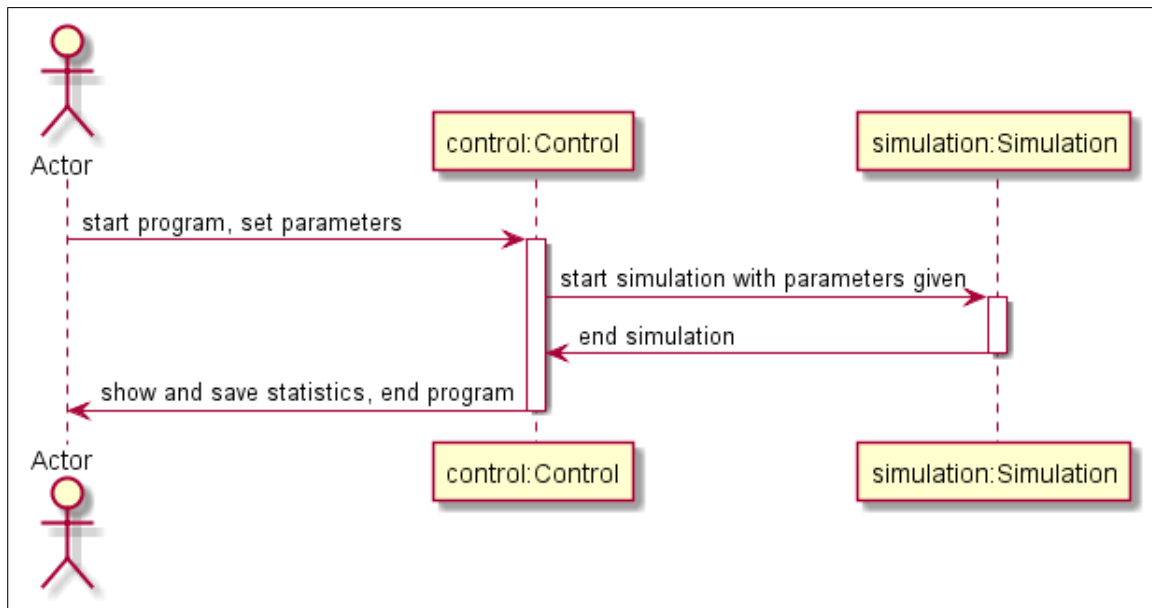 Actor
control:Control
simulation:Simulation
start program, set parameters
start simulation with parameters given
end simulation
show and save statistics, end program
Actor
control:Control
simulation:Simulation